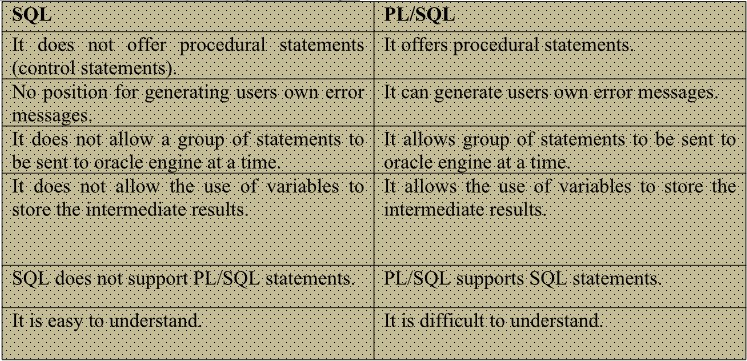 SQL
PL/SQL
It does not offer procedural statements
(control statements).
It offers procedural statements.
No position for generating users own error
messages.
It can generate users own error messages.
It does not allow a group of statements to
be sent to oracle engine at a time.
It allows group of statements to be sent to
oracle engine at a time.
It does not allow the use of variables to
store the intermediate results.
It allows the use of variables to store the
intermediate results.
SQL does not support PL/SQL statements.
PL/SQL supports SQL statements.
It is easy to understand.
It is difficult to understand.